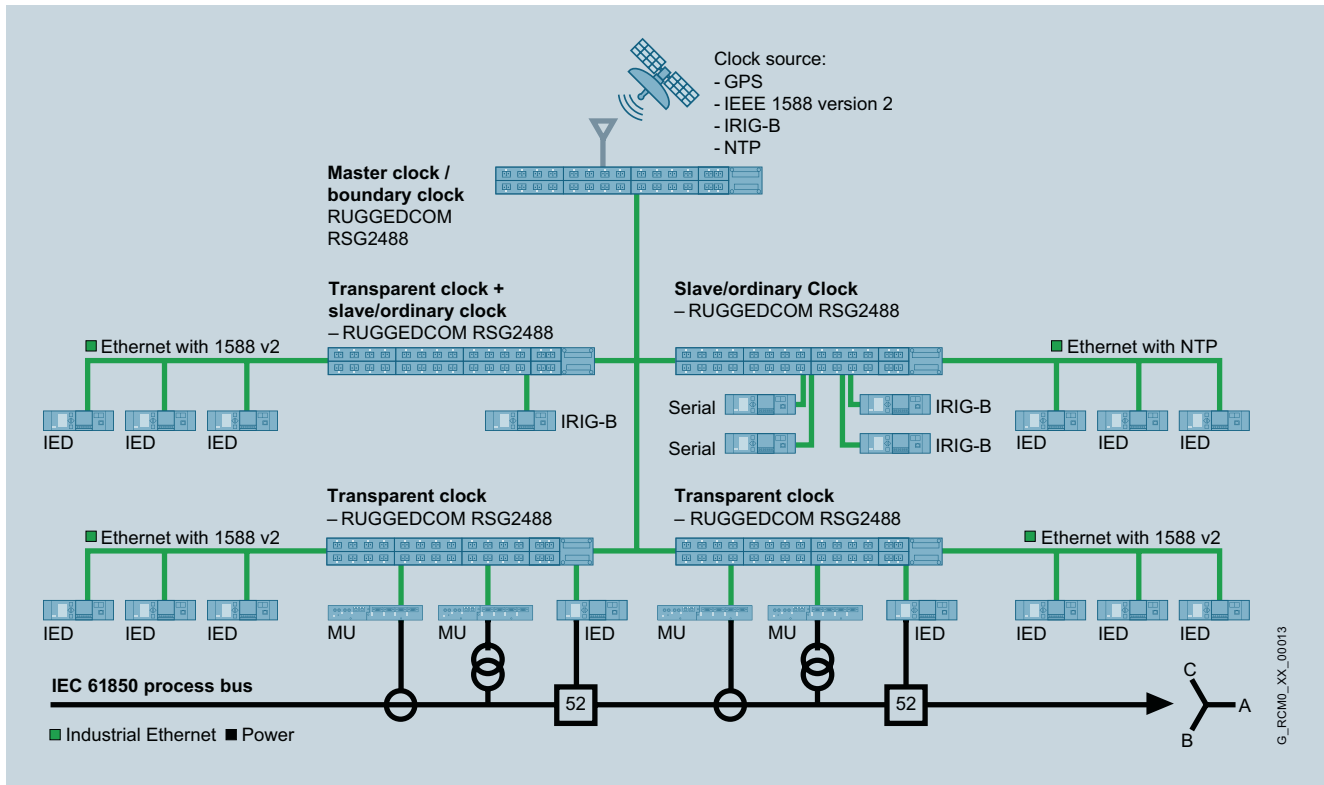 Clock source:
- GPS
- IEEE 1588 version 2
- IRIG-B
- NTP
Master clock /
boundary clock
RUGGEDCOM
RSG2488
Transparent clock +
slave/ordinary clock
– RUGGEDCOM RSG2488
Slave/ordinary Clock
– RUGGEDCOM RSG2488
Ethernet with 1588 v2
Ethernet with NTP
IED
IED
IED
IRIG-B
Serial
IRIG-B
Serial
IRIG-B
IED
IED
IED
Transparent clock
– RUGGEDCOM RSG2488
Transparent clock
– RUGGEDCOM RSG2488
Ethernet with 1588 v2
Ethernet with 1588 v2
IED
IED
IED
MU
MU
IED
MU
MU
IED
IED
IED
IED
IEC 61850 process bus
52
52
C
A
B
Industrial Ethernet
Power
G_RCM0_XX_00013